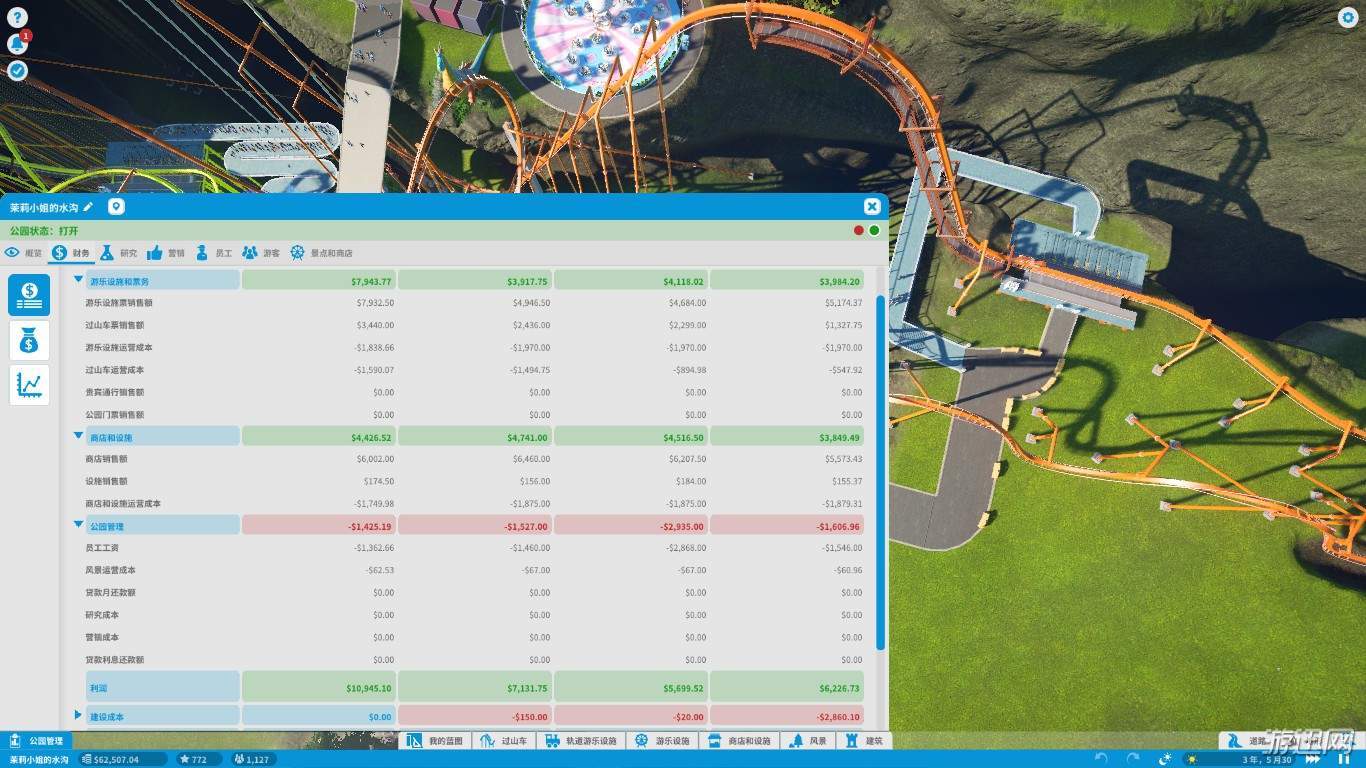 ?
1
茉莉小姐的水沟
公园状态：打开
概览 财务 研究 营销 员工 游客 景点和商店
游乐设施和票务 $7,943.77 $3,917.75 $4,118.02 $3,984.20
游乐设施票销售额 $7,932.50 $4,946.50 $4,684.00 $5,174.37
过山车票销售额 $3,440.00 $2,436.00 $2,299.00 $1,327.75
游乐设施运营成本 -$1,838.66 -$1,970.00 -$1,970.00 -$1,970.00
过山车运营成本 -$1,590.07 -$1,494.75 -$894.98 -$547.92
贵宾通行销售额 $0.00 $0.00 $0.00 $0.00
公园门票销售额 $0.00 $0.00 $0.00 $0.00
商店和设施 $4,426.52 $4,741.00 $4,516.50 $3,849.49
商店销售额 $6,002.00 $6,460.00 $6,207.50 $5,573.43
设施销售额 $174.50 $156.00 $184.00 $155.37
商店和设施运营成本 -$1,749.98 -$1,875.00 -$1,875.00 -$1,879.31
公园管理 -$1,425.19 -$1,527.00 -$2,935.00 -$1,606.96
员工工资 -$1,362.66 -$1,460.00 -$2,868.00 -$1,546.00
风景运营成本 -$62.53 -$67.00 -$67.00 -$60.96
贷款月还款额 $0.00 $0.00 $0.00 $0.00
研究成本 $0.00 $0.00 $0.00 $0.00
营销成本 $0.00 $0.00 $0.00 $0.00
贷款利息还款额 $0.00 $0.00 $0.00 $0.00
利润 $10,945.10 $7,131.75 $5,699.52 $6,226.73
建设成本 $0.00 -$150.00 -$20.00 -$2,860.10
公园管理 我的蓝图 过山车 轨道游乐设施 游乐设施 商店和设施 风景 建筑 道路
游迅网
茉莉小姐的水沟 $62,507.04 772 1,127 3 年，5 月30